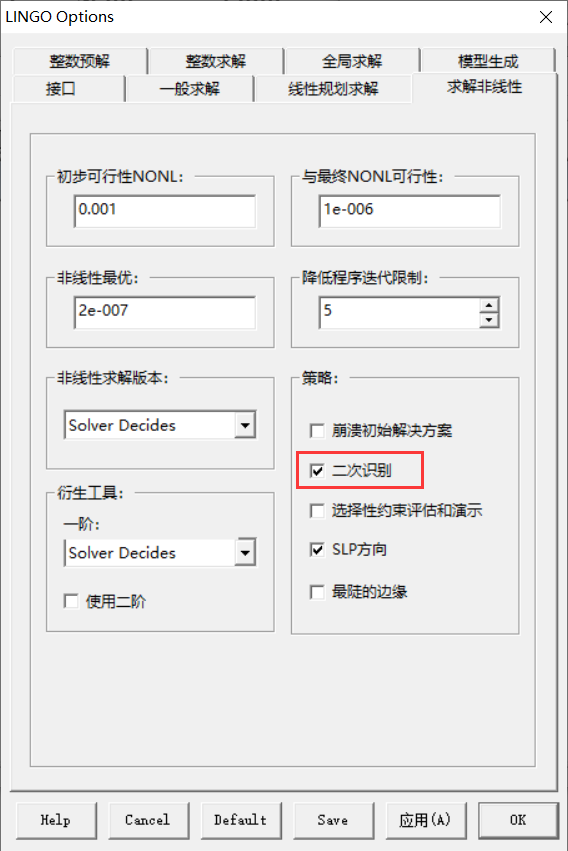 LINGO Options
整数预解
整数求解
全局求解
模型生成
接口
一般求解
线性规划求解
求解非线性
初步可行性NONL:
0.001
与最终NONL可行性:
1e-006
非线性最优:
2e-007
降低程序迭代限制:
5
非线性求解版本:
Solver Decides
策略:
崩溃初始解决方案
二次识别
选择性约束评估和演示
SLP方向
最陡的边缘
衍生工具:
一阶:
Solver Decides
使用二阶
Help
Cancel
Default
Save
应用(A)
OK